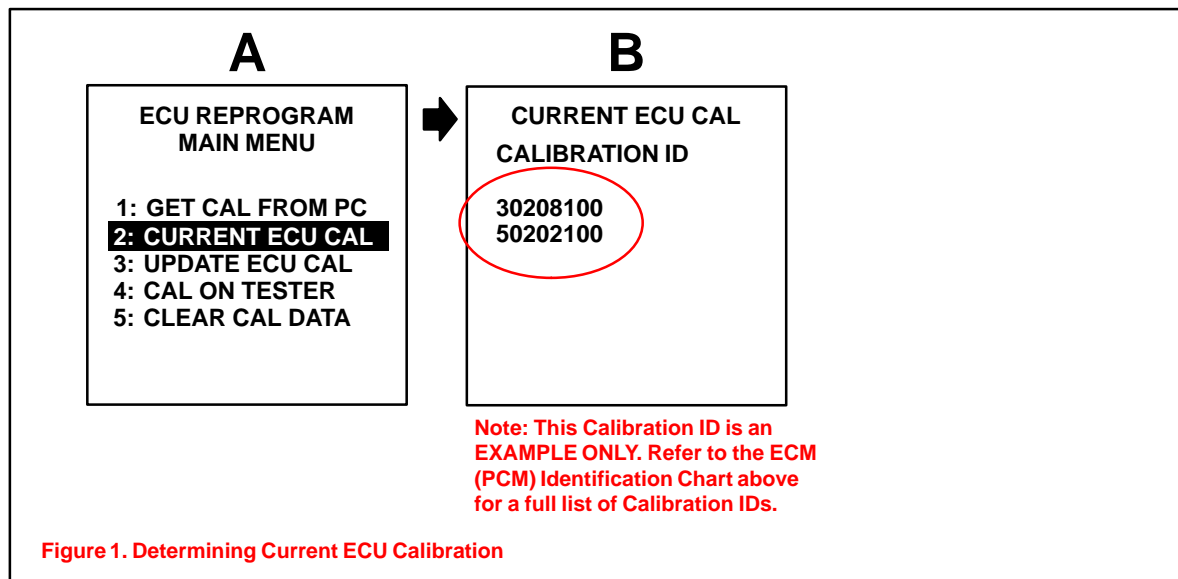 A
ECU REPROGRAM
MAIN MENU
1: GET CAL FROM PC
2: CURRENT ECU CAL
3: UPDATE ECU CAL
4: CAL ON TESTER
5: CLEAR CAL DATA
B
CURRENT ECU CAL
CALIBRATION ID
30208100
50202100
Note: This Calibration ID is an
EXAMPLE ONLY. Refer to the ECM
(PCM) Identification Chart above
for a full list of Calibration IDs.
Figure 1. Determining Current ECU Calibration